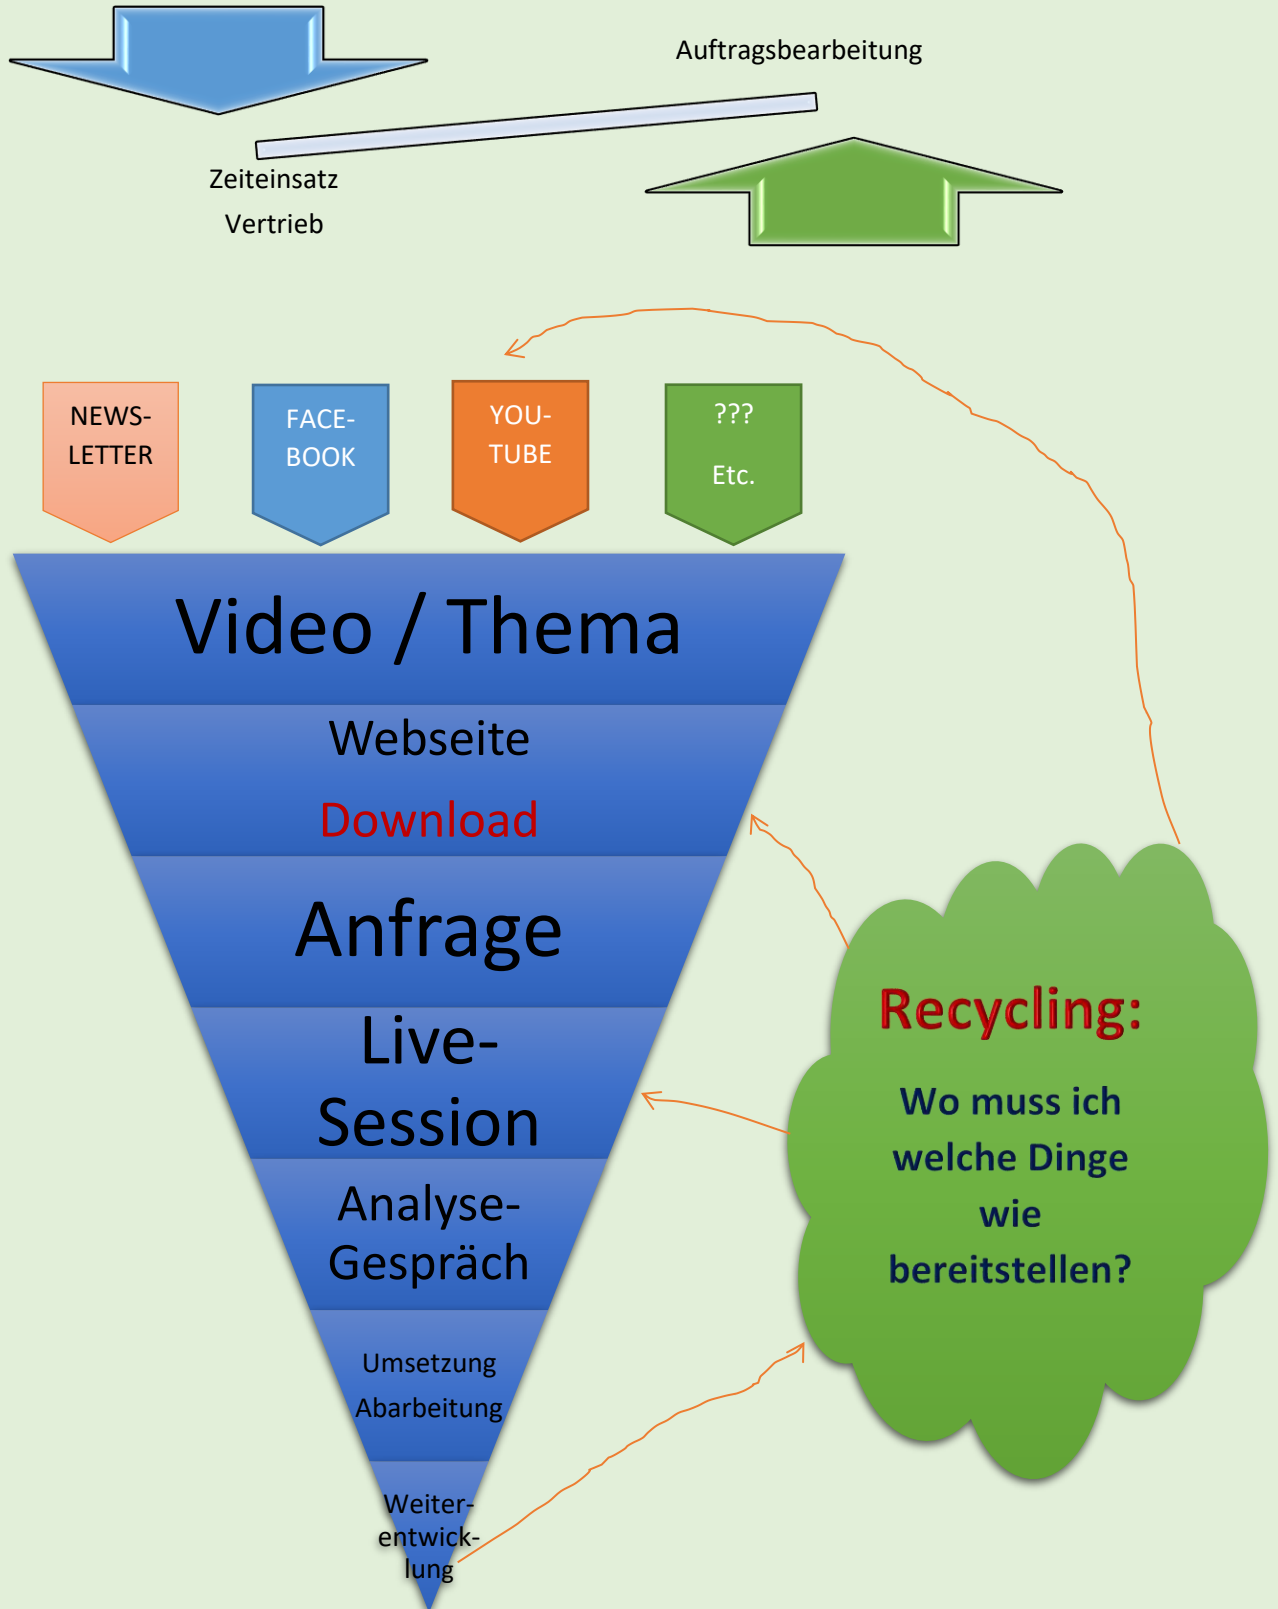 Auftragsbearbeitung
Zeiteinsatz
Vertrieb
NEWS-
LETTER
FACE-
BOOK
YOU-
TUBE
???
Etc.
Video / Thema
Webseite
Download
Anfrage
Live-
Session
Analyse-
Gespräch
Umsetzung
Abarbeitung
Weiter-
entwick-
lung
Recycling:
Wo muss ich
welche Dinge
wie
bereitstellen?